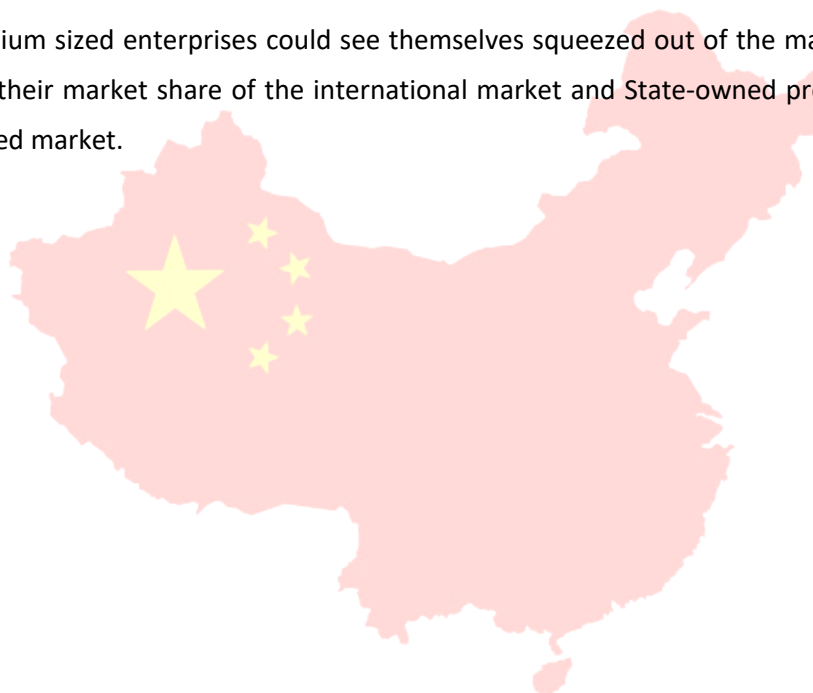 ium sized enterprises could see themselves squeezed out of the ma
their market share of the international market and State-owned pr
ed market.